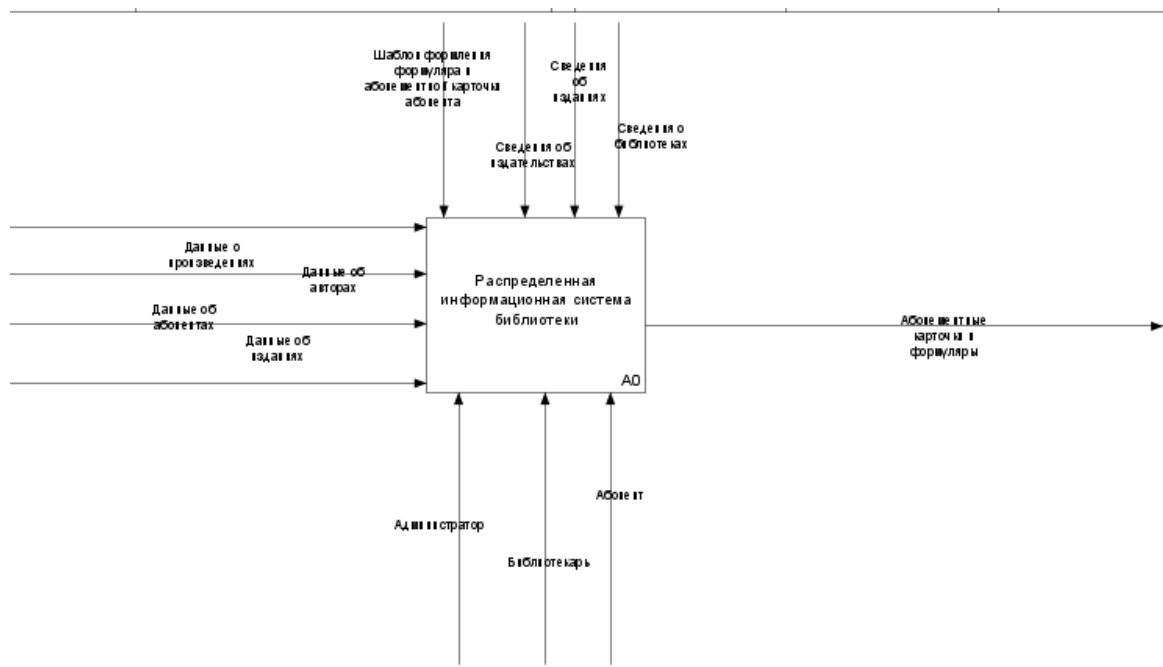 Шаблон формления
формуляра и
абонементной карточки
абонента
Сведения
об
изданиях
Сведения о
библиотеках
Сведения об
издательствах
Данные о
произведениях
Данные об
авторах
Данные об
абонентах
Данные об
изданиях
Распределенная
информационная система
библиотеки
A0
Абонементные
карточки и
формуляры
Абонент
Администратор
Библиотекарь